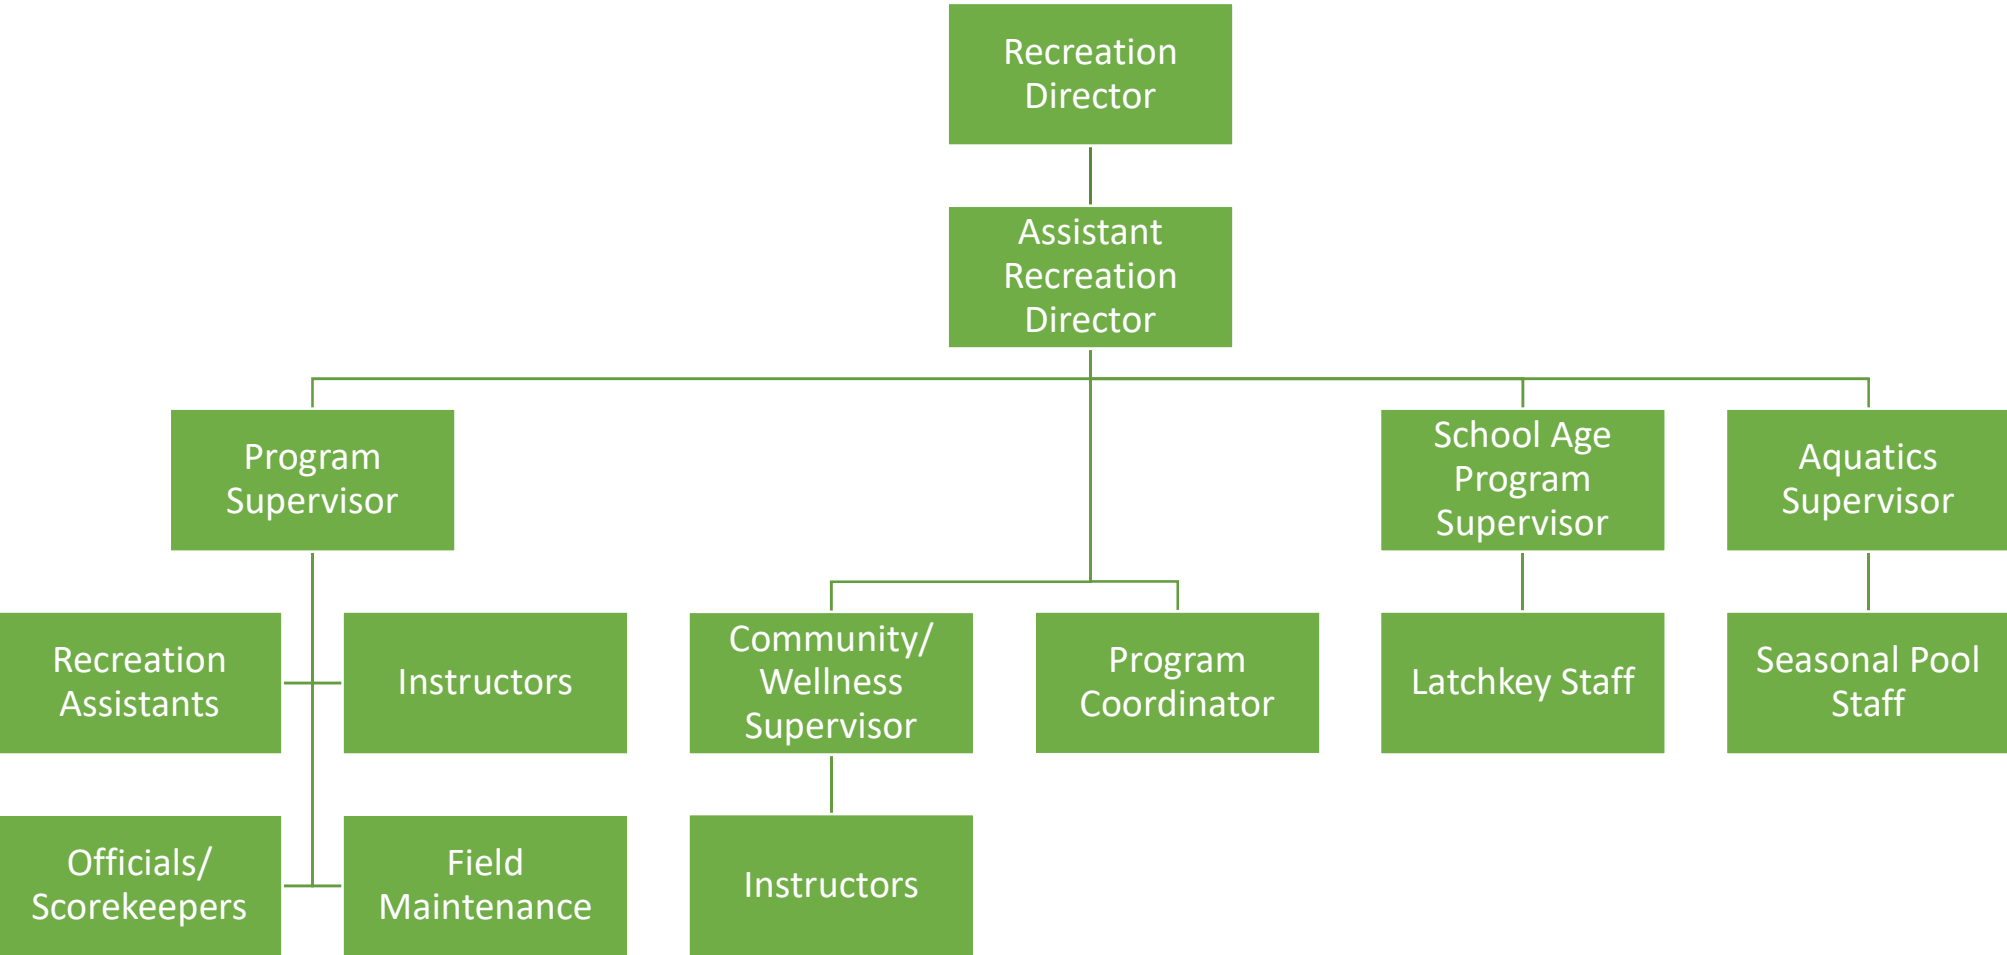 Recreation
Director
Assistant
Recreation
Director
Program
Supervisor
School Age
Program
Supervisor
Aquatics
Supervisor
Recreation
Assistants
Instructors
Community/
Wellness
Supervisor
Program
Coordinator
Latchkey Staff
Seasonal Pool
Staff
Officials/
Scorekeepers
Field
Maintenance
Instructors